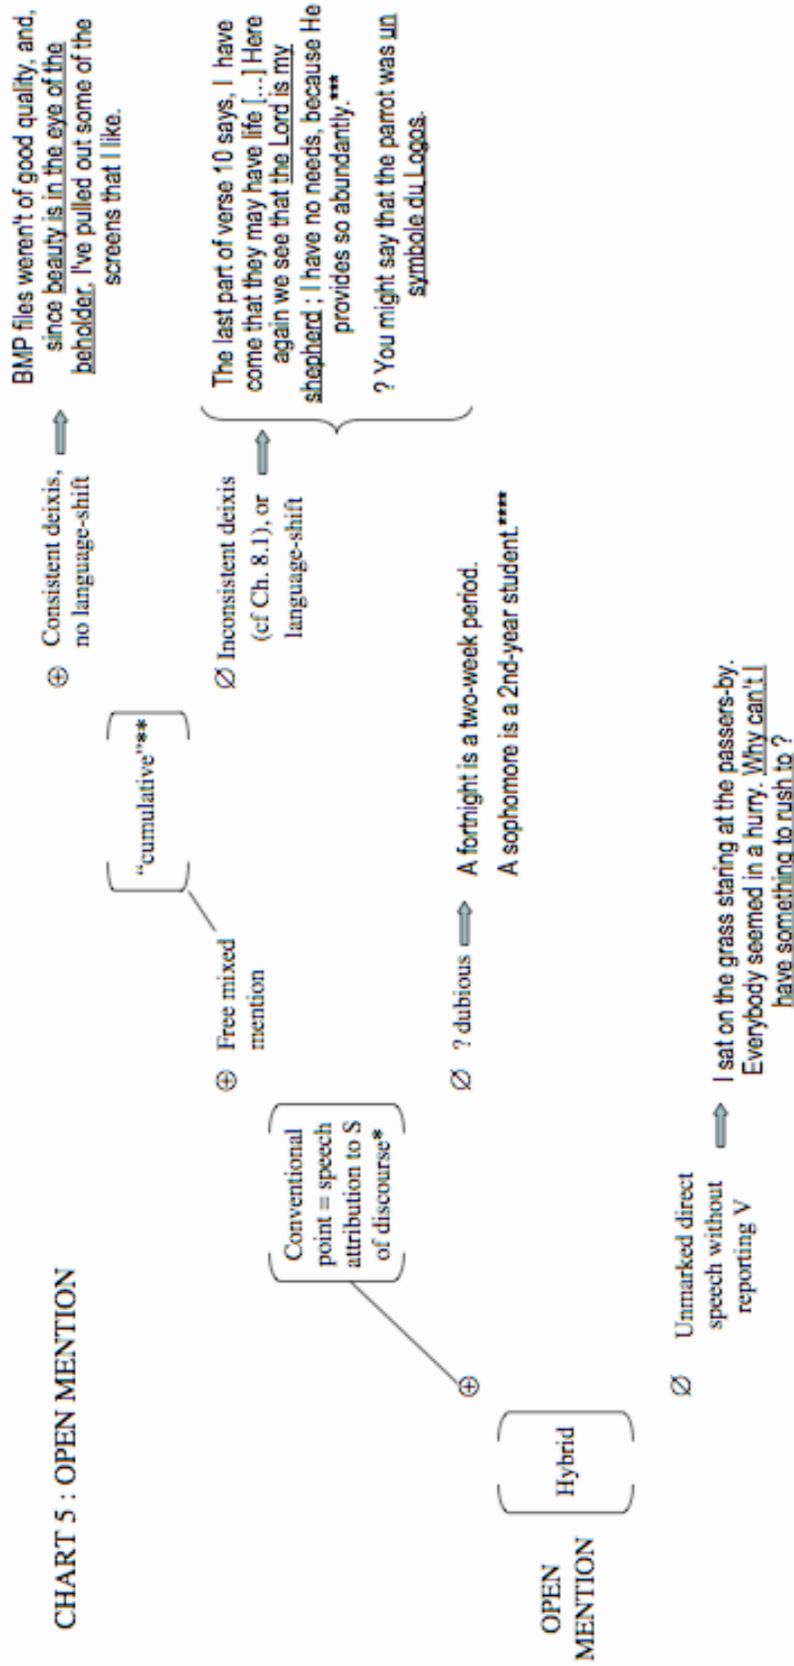 CHART 5 : OPEN MENTION
OPEN
MENTION
Hybrid
⊕
Conventional
point = speech
attribution to S
of discourse*
⊕ Free mixed
mention
"cumulative"**
⊕ Consistent deixis,
no language-shift
BMP files weren't of good quality, and,
since beauty is in the eye of the
beholder, I've pulled out some of the
screens that I like.
∅ Inconsistent deixis
(cf Ch. 8.1), or
language-shift
The last part of verse 10 says, I have
come that they may have life [...] Here
again we see that the Lord is my
shepherd ; I have no needs, because He
provides so abundantly.***
? You might say that the parrot was un
symbole du Logos.
∅ ? dubious
A fortnight is a two-week period.
A sophomore is a 2nd-year student.****
∅ Unmarked direct
speech without
reporting V
I sat on the grass staring at the passers-by.
Everybody seemed in a hurry. Why can't I
have something to rush to ?